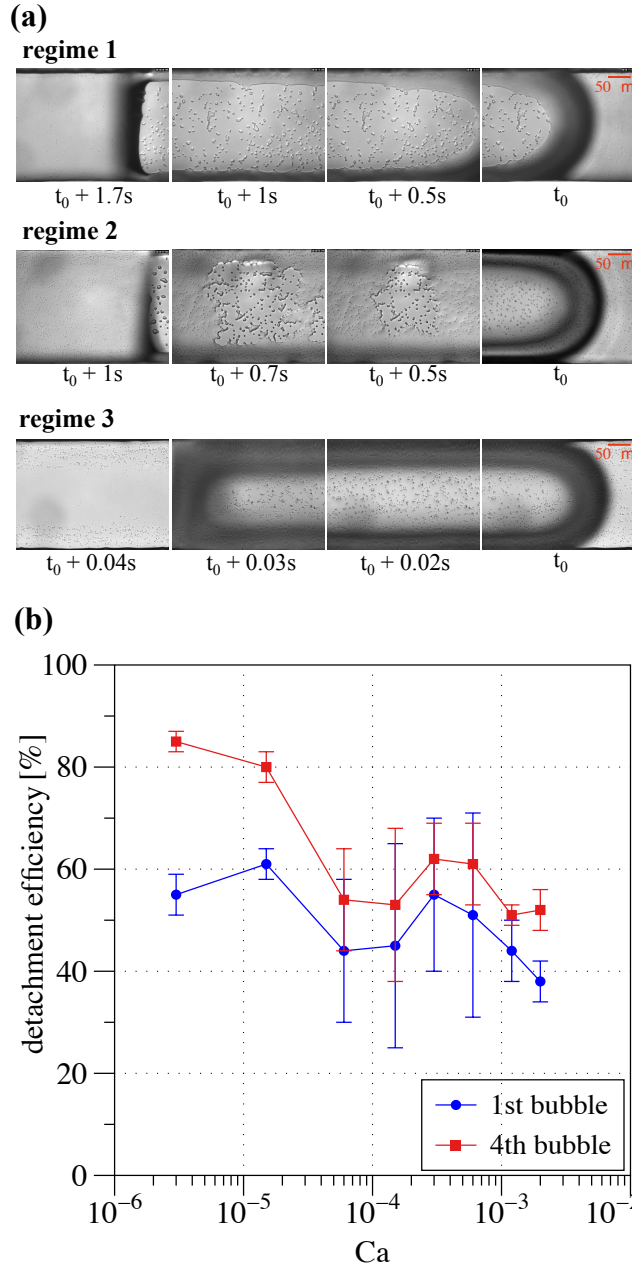 (a)
regime 1
50 m
t₀ + 1.7s t₀ + 1s t₀ + 0.5s t₀
regime 2
50 m
t₀ + 1s t₀ + 0.7s t₀ + 0.5s t₀
regime 3
50 m
t₀ + 0.04s t₀ + 0.03s t₀ + 0.02s t₀
(b)
100
80
60
40
20
0
detachment efficiency [%]
1st bubble
4th bubble
10⁻⁶ 10⁻⁵ 10⁻⁴ 10⁻³ 10⁻²
Ca